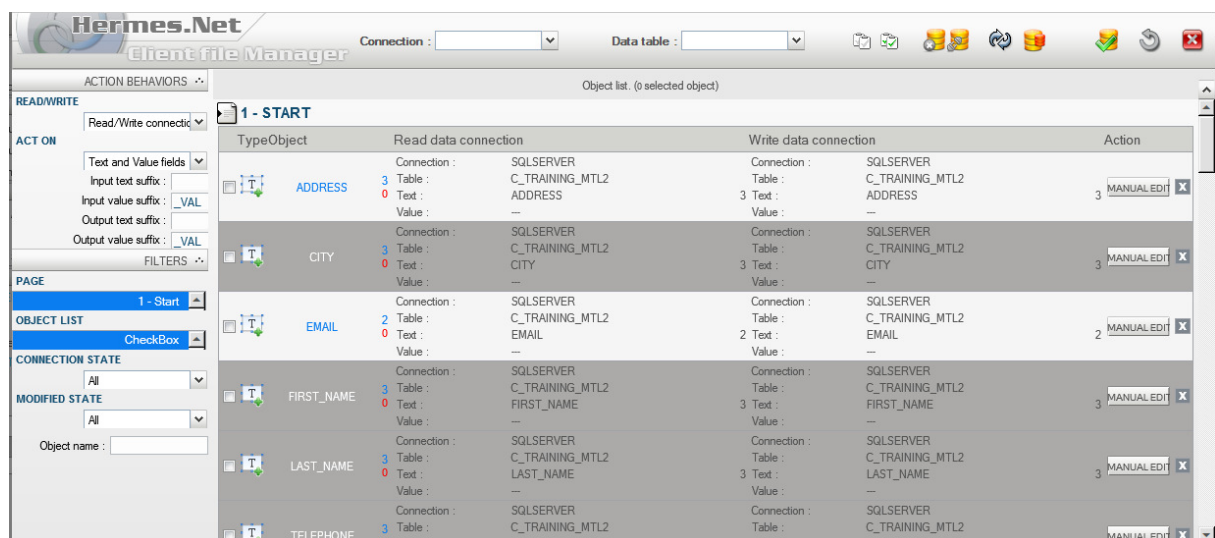 Hermes.Net
Client file Manager
Connection :
Data table :
ACTION BEHAVIORS
READ/WRITE
Read/Write connectic
ACT ON
Text and Value fields
Input text suffix :
Input value suffix : _VAL
Output text suffix :
Output value suffix : _VAL
FILTERS
PAGE
1 - Start
OBJECT LIST
CheckBox
CONNECTION STATE
All
MODIFIED STATE
All
Object name :
Object list. (0 selected object)
1 - START
Type Object Read data connection Write data connection Action
T ADDRESS
Connection : SQLSERVER Connection : SQLSERVER
3 Table : C_TRAINING_MTL2 Table : C_TRAINING_MTL2
0 Text : ADDRESS 3 Text : ADDRESS 3 MANUAL EDIT X
Value : --- Value : ---
T CITY
Connection : SQLSERVER Connection : SQLSERVER
3 Table : C_TRAINING_MTL2 Table : C_TRAINING_MTL2
0 Text : CITY 3 Text : CITY 3 MANUAL EDIT X
Value : --- Value : ---
T EMAIL
Connection : SQLSERVER Connection : SQLSERVER
2 Table : C_TRAINING_MTL2 Table : C_TRAINING_MTL2
0 Text : EMAIL 2 Text : EMAIL 2 MANUAL EDIT X
Value : --- Value : ---
T FIRST_NAME
Connection : SQLSERVER Connection : SQLSERVER
3 Table : C_TRAINING_MTL2 Table : C_TRAINING_MTL2
0 Text : FIRST_NAME 3 Text : FIRST_NAME 3 MANUAL EDIT X
Value : --- Value : ---
T LAST_NAME
Connection : SQLSERVER Connection : SQLSERVER
3 Table : C_TRAINING_MTL2 Table : C_TRAINING_MTL2
0 Text : LAST_NAME 3 Text : LAST_NAME 3 MANUAL EDIT X
Value : --- Value : ---
T TELEPHONE
Connection : SQLSERVER Connection : SQLSERVER
3 Table : C_TRAINING_MTL2 Table : C_TRAINING_MTL2
MANUAL EDIT X